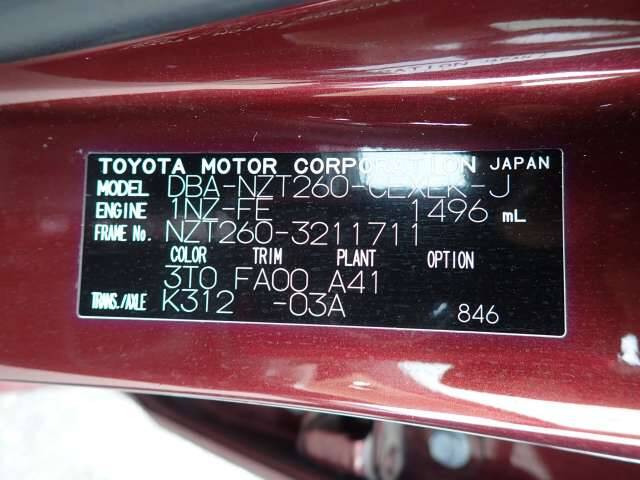 TOYOTA MOTOR CORPORATION JAPAN
MODEL DBA-NZT260-CEXEK-J
ENGINE 1NZ-FE 1496 mL
FRAME No. NZT260-3211711
COLOR TRIM PLANT OPTION
3T0 FA00 A41
TRANS./AXLE K312 -03A
846